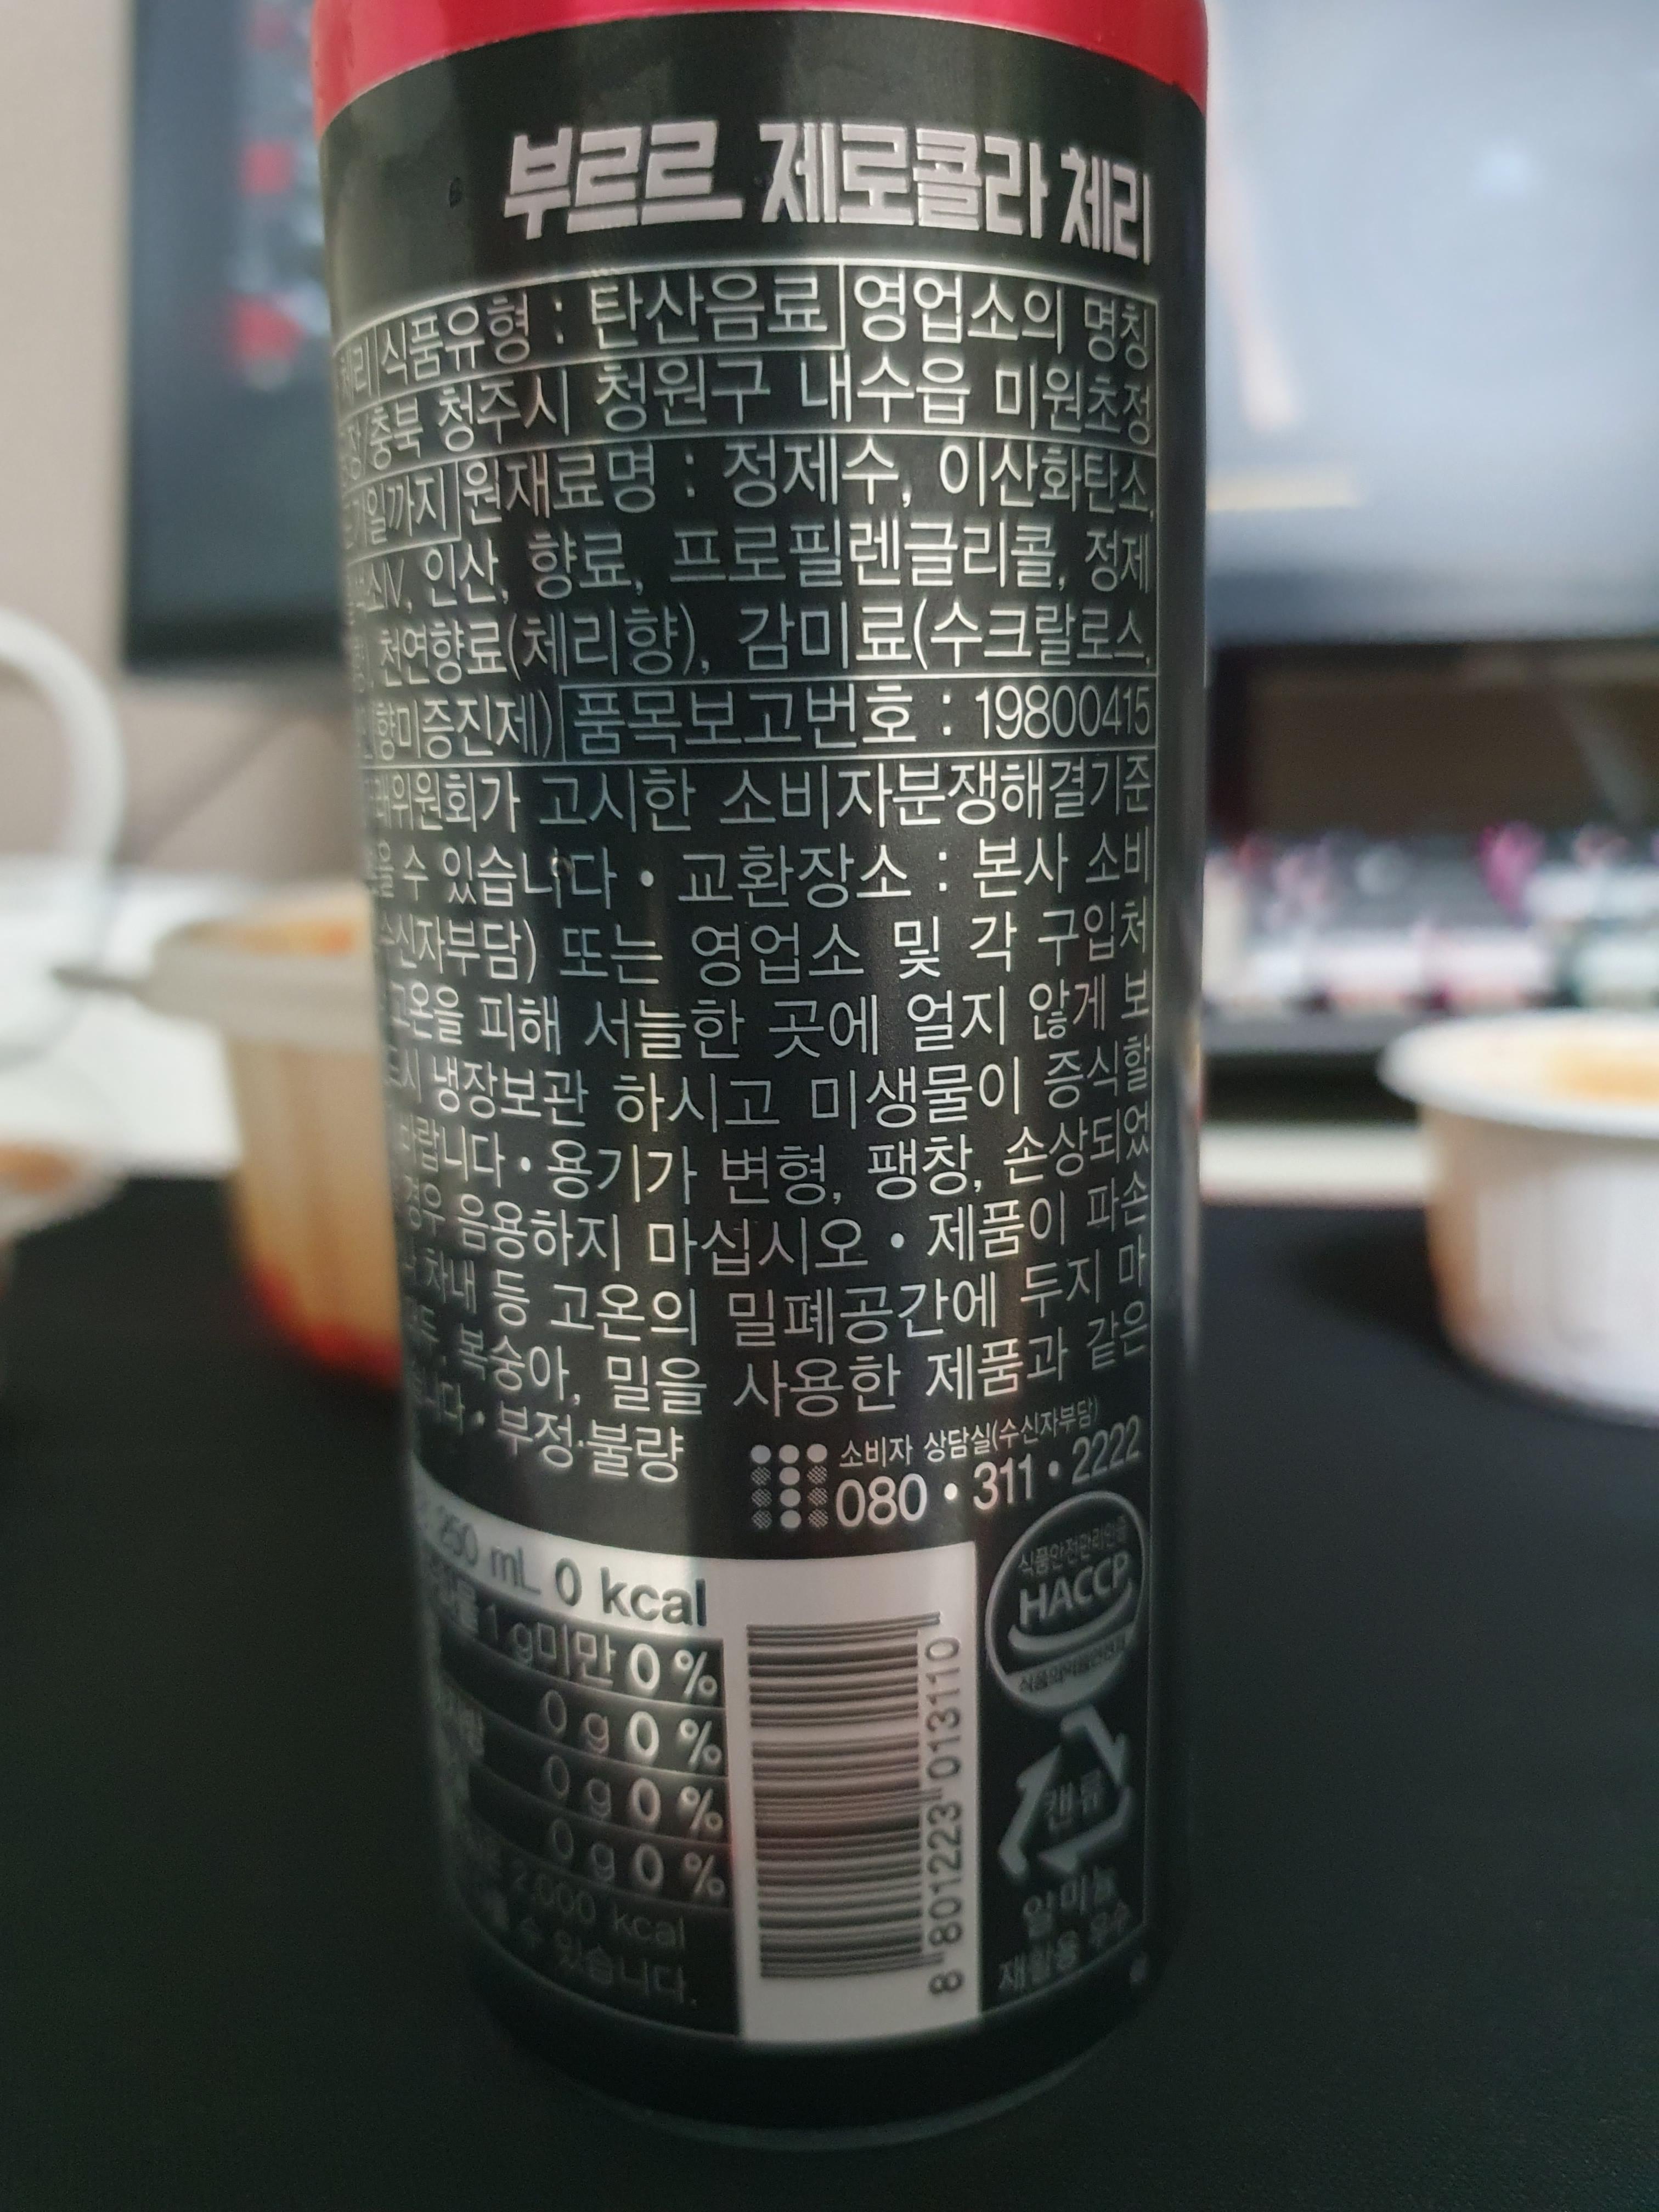 부르르 제로콜라 체리
체리 식품유형 : 탄산음료 영업소의 명칭
충북 청주시 청원구 내수읍 미원초정
원재료명 : 정제수, 이산화탄소,
인산, 향료, 프로필렌글리콜, 정제
천연향료(체리향), 감미료(수크랄로스,
향미증진제) 품목보고번호 : 19800415
고시한 소비자분쟁해결기준
수 있습니다 • 교환장소 : 본사 소비
또는 영업소 및 각 구입처
고온을 피해 서늘한 곳에 얼지 않게 보
냉장보관 하시고 미생물이 증식할
용기가 변형, 팽창, 손상되었
경우 음용하지 마십시오 • 제품이 파손
차내 등 고온의 밀폐공간에 두지 마
복숭아, 밀을 사용한 제품과 같은
부정·불량
소비자 상담실(수신자부담)
080 • 311 • 2222
250 mL 0 kcal
1 g미만 0 %
0 g 0 %
0 g 0 %
0 g 0 %
2,000 kcal
수 있습니다.
8 801223 013110
식품안전관리인증
HACCP
캔류
알미늄
재활용 우수